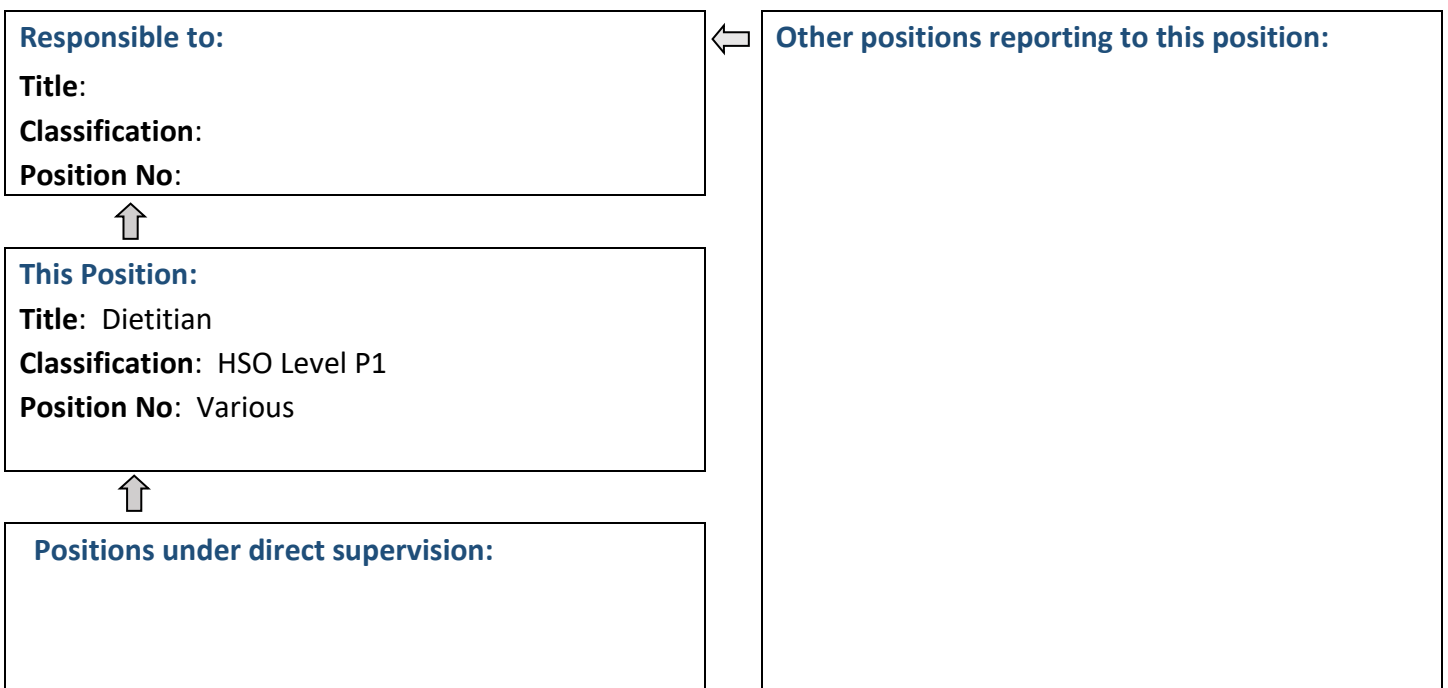 Responsible to:
Title:
Classification:
Position No:
Other positions reporting to this position:
This Position:
Title:  Dietitian
Classification:  HSO Level P1
Position No:  Various
Positions under direct supervision: